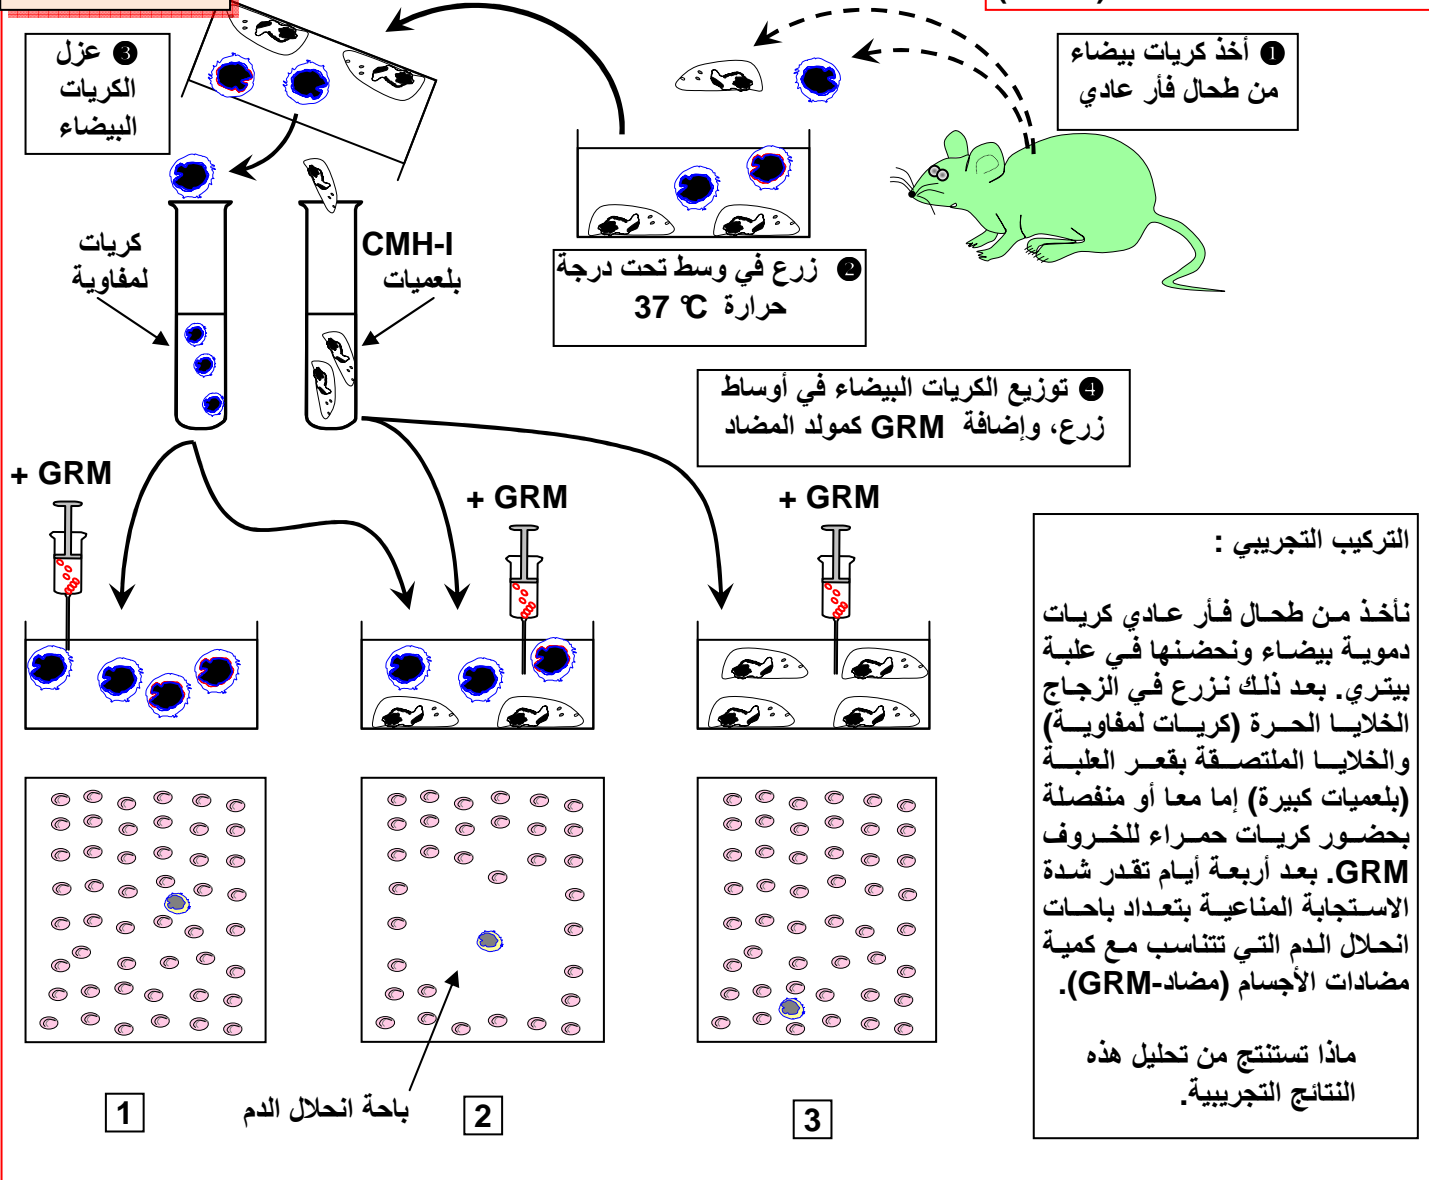 ❶ أخذ كريات بيضاء
من طحال فأر عادي
❸ عزل
الكريات
البيضاء
كريات
لمفاوية
CMH-I
بلعميات
❷ زرع في وسط تحت درجة
حرارة 37 °C
❹ توزيع الكريات البيضاء في أوساط
زرع، وإضافة GRM كمولد المضاد
+ GRM
+ GRM
+ GRM
التركيب التجريبي :
نأخذ من طحال فأر عادي كريات
دموية بيضاء ونحضنها في علبة
بيتري. بعد ذلك نزرع في الزجاج
الخلايا الحرة (كريات لمفاوية)
والخلايا الملتصقة بقعر العلبة
(بلعميات كبيرة) إما معا أو منفصلة
بحضور كريات حمراء للخروف
GRM. بعد أربعة أيام تقدر شدة
الاستجابة المناعية بتعداد باحات
انحلال الدم التي تتناسب مع كمية
مضادات الأجسام (مضاد-GRM).
ماذا تستنتج من تحليل هذه
النتائج التجريبية.
باحة انحلال الدم
1
2
3